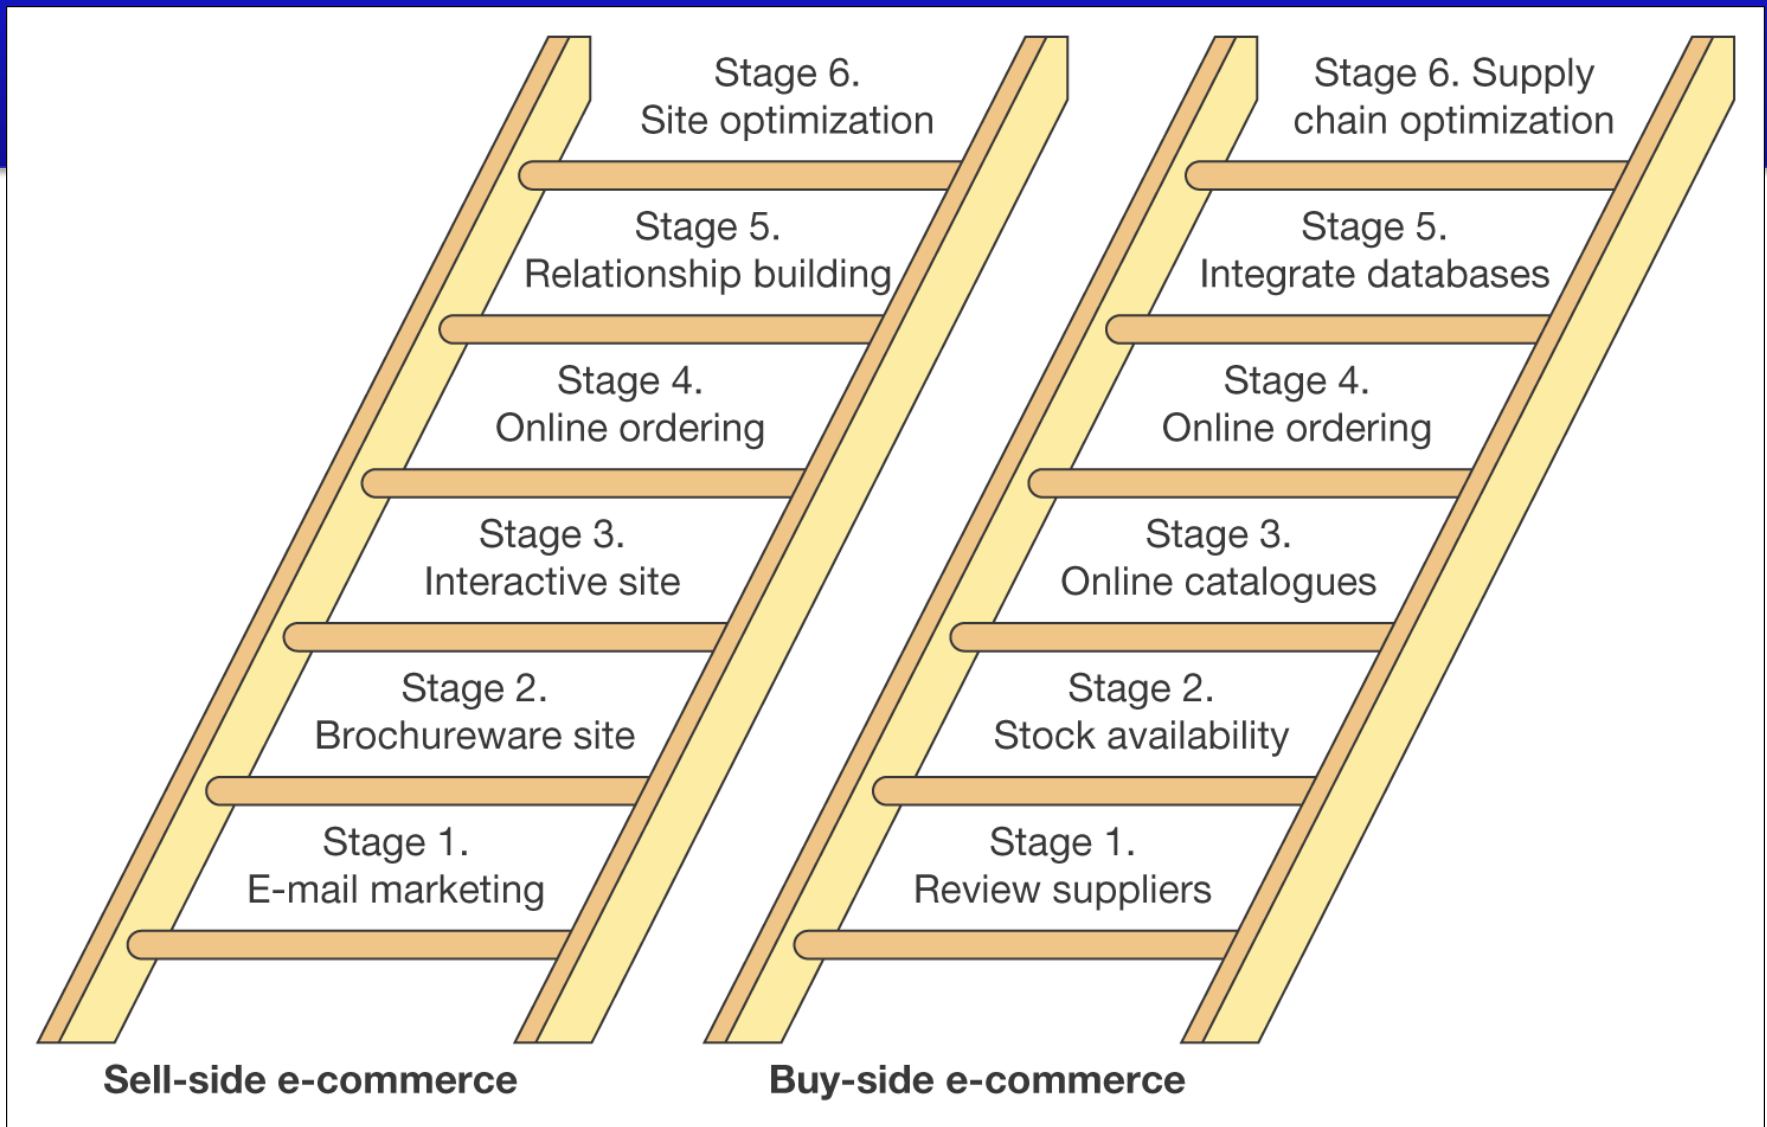 Stage 6.
Site optimization
Stage 5.
Relationship building
Stage 4.
Online ordering
Stage 3.
Interactive site
Stage 2.
Brochureware site
Stage 1.
E-mail marketing
Sell-side e-commerce
Stage 6. Supply
chain optimization
Stage 5.
Integrate databases
Stage 4.
Online ordering
Stage 3.
Online catalogues
Stage 2.
Stock availability
Stage 1.
Review suppliers
Buy-side e-commerce